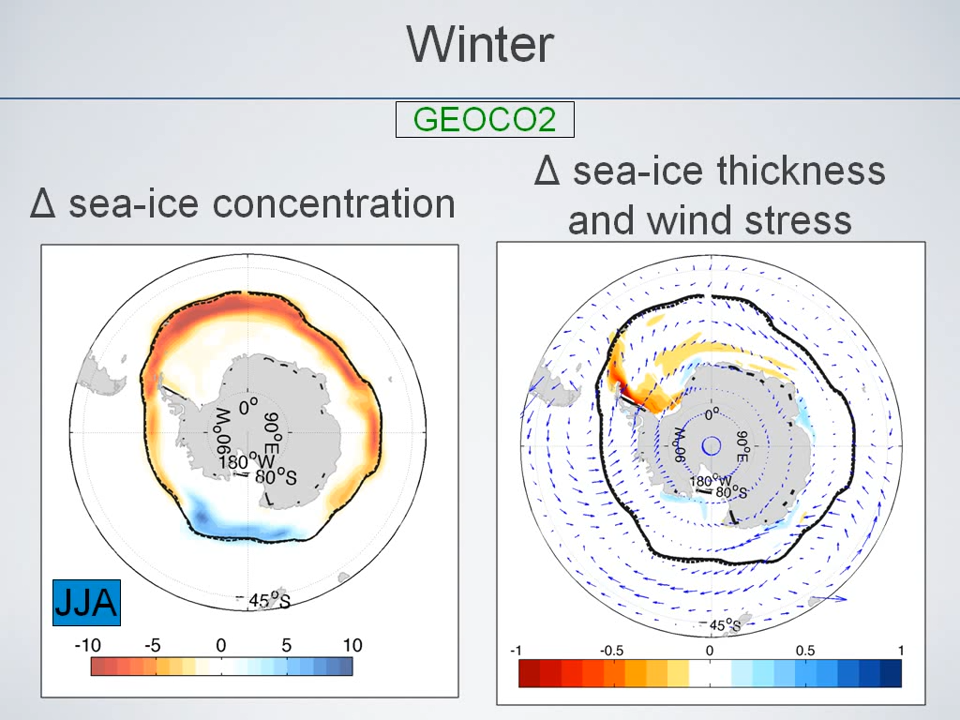 Winter
GEOCO2
Δ sea-ice concentration
Δ sea-ice thickness
and wind stress
0°
90°W
90°E
180°W
80°S
45°S
JJA
-10 -5 0 5 10
0°
90°W
90°E
180°W
80°S
45°S
-1 -0.5 0 0.5 1